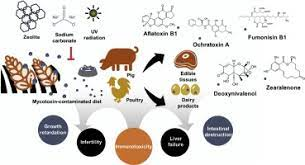 Zeolite
Sodium
carbonate
UV
radiation
Aflatoxin B1
Ochratoxin A
Fumonisin B1
Pig
Edible
tissues
Mycotoxin-contaminated diet
Poultry
Dairy
products
Deoxynivalenol
Zearalenone
Growth
retardation
Infertility
Immunotoxicity
Liver
failure
Intestinal
destruction